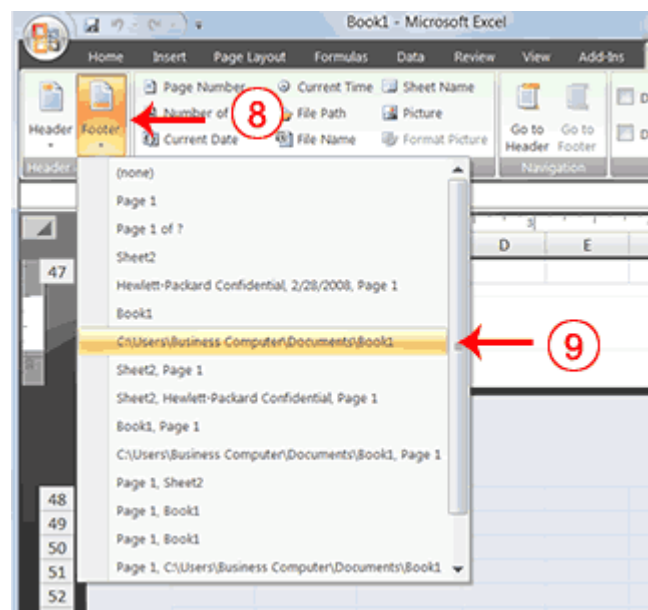 Book1 - Microsoft Excel
Home Insert Page Layout Formulas Data Review View Add-Ins
Page Number Current Time Sheet Name
Header Footer Number of File Path Picture Go to Header Go to Footer D
8
Current Date File Name Format Picture D
Header Navigation
(none)
Page 1
Page 1 of ?
3
D E
Sheet2
47
Hewlett-Packard Confidential, 2/28/2008, Page 1
Book1
C:\Users\Business Computer\Documents\Book1
9
Sheet2, Page 1
Sheet2, Hewlett-Packard Confidential, Page 1
Book1, Page 1
C:\Users\Business Computer\Documents\Book1, Page 1
Page 1, Sheet2
48
Page 1, Book1
49
Page 1, Book1
50
Page 1, C:\Users\Business Computer\Documents\Book1
51
52